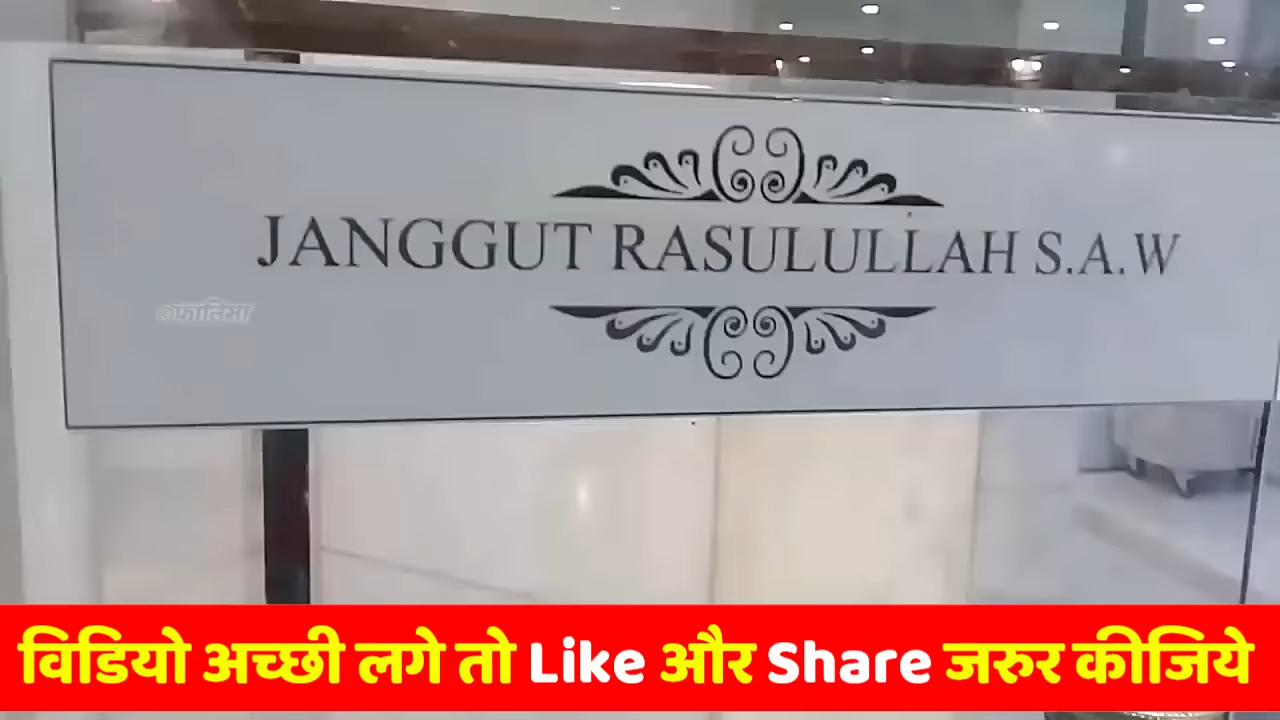 JANGGUT RASULULLAH S.A.W
©फातिमा
विडियो अच्छी लगे तो Like और Share जरुर कीजिये